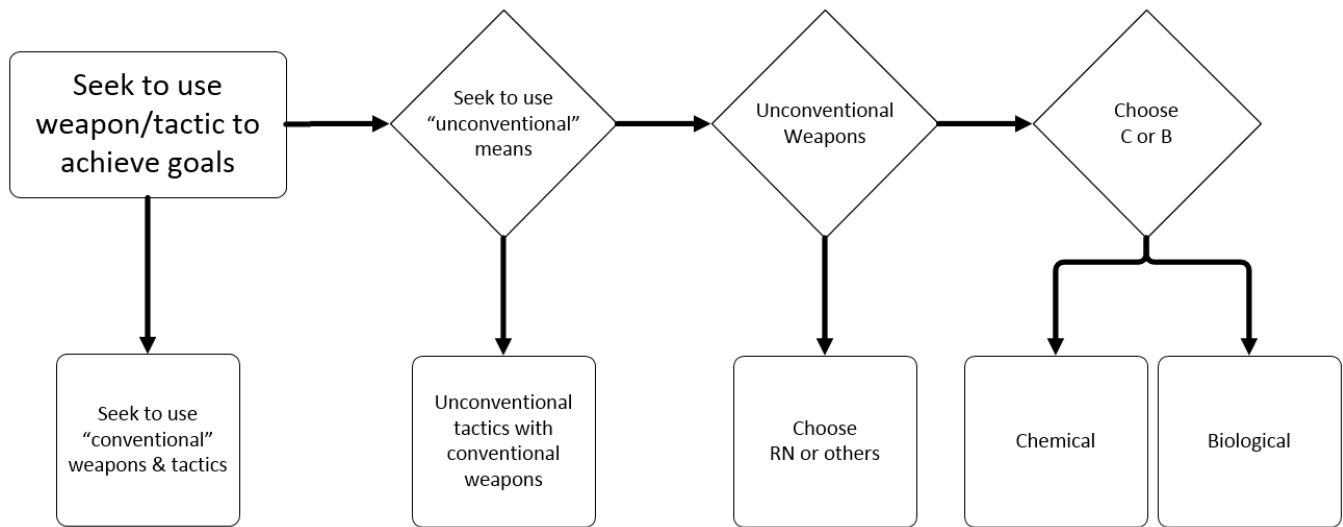 Seek to use
weapon/tactic to
achieve goals
Seek to use
“unconventional”
means
Unconventional
Weapons
Choose
C or B
Seek to use
“conventional”
weapons & tactics
Unconventional
tactics with
conventional
weapons
Choose
RN or others
Chemical
Biological